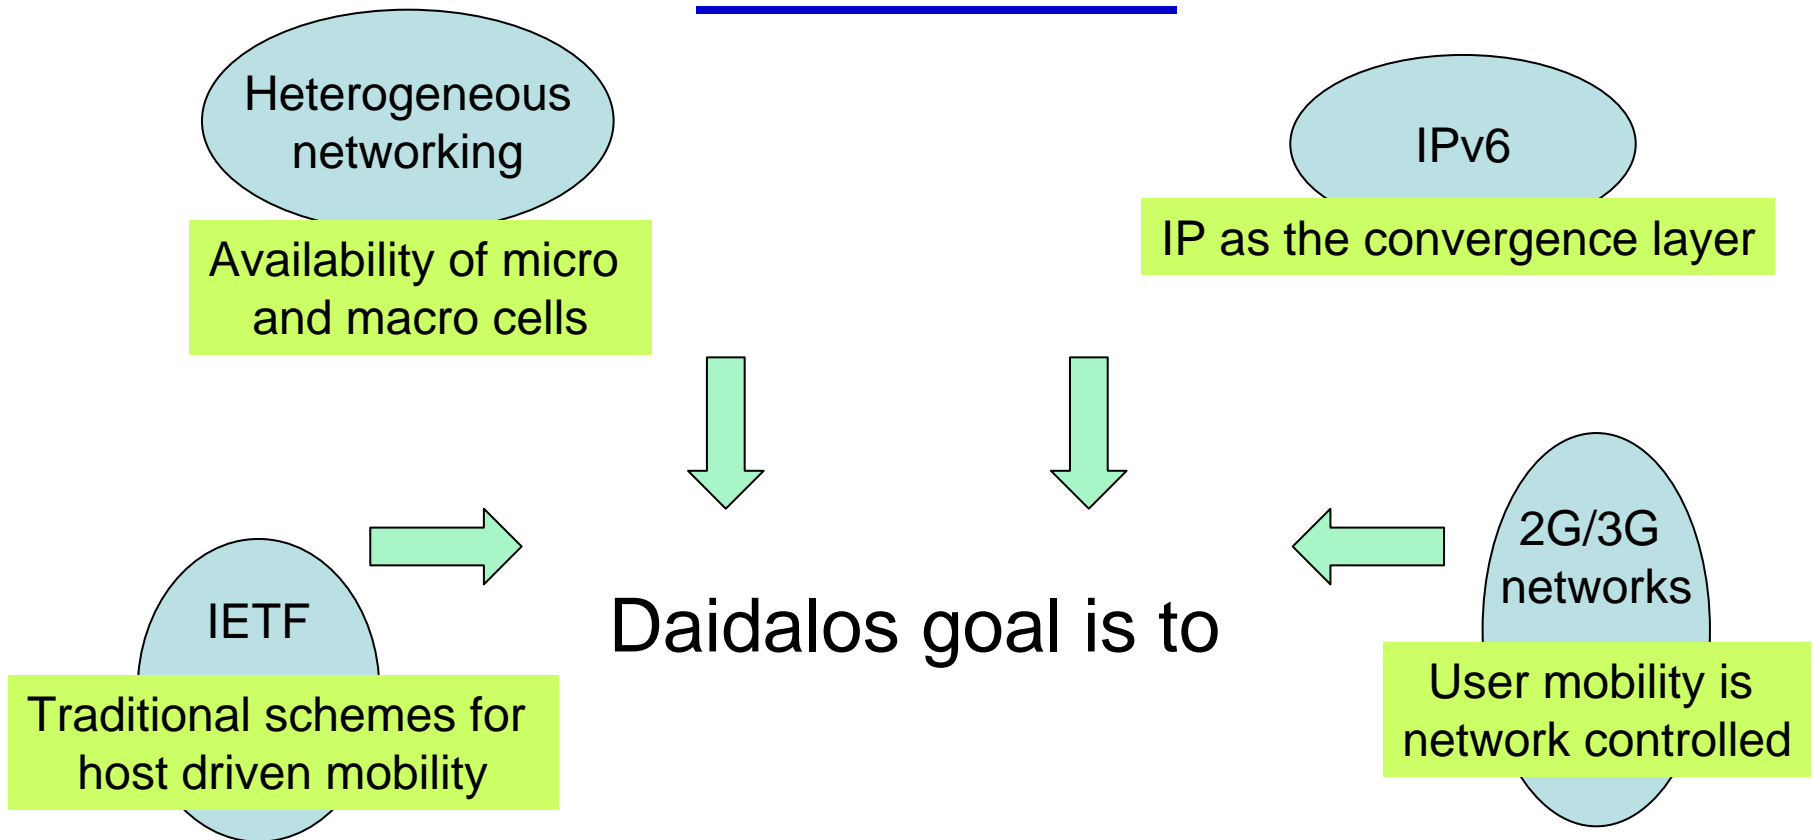 Heterogeneous
networking
Availability of micro
and macro cells
IPv6
IP as the convergence layer
IETF
Traditional schemes for
host driven mobility
Daidalos goal is to
2G/3G
networks
User mobility is
network controlled